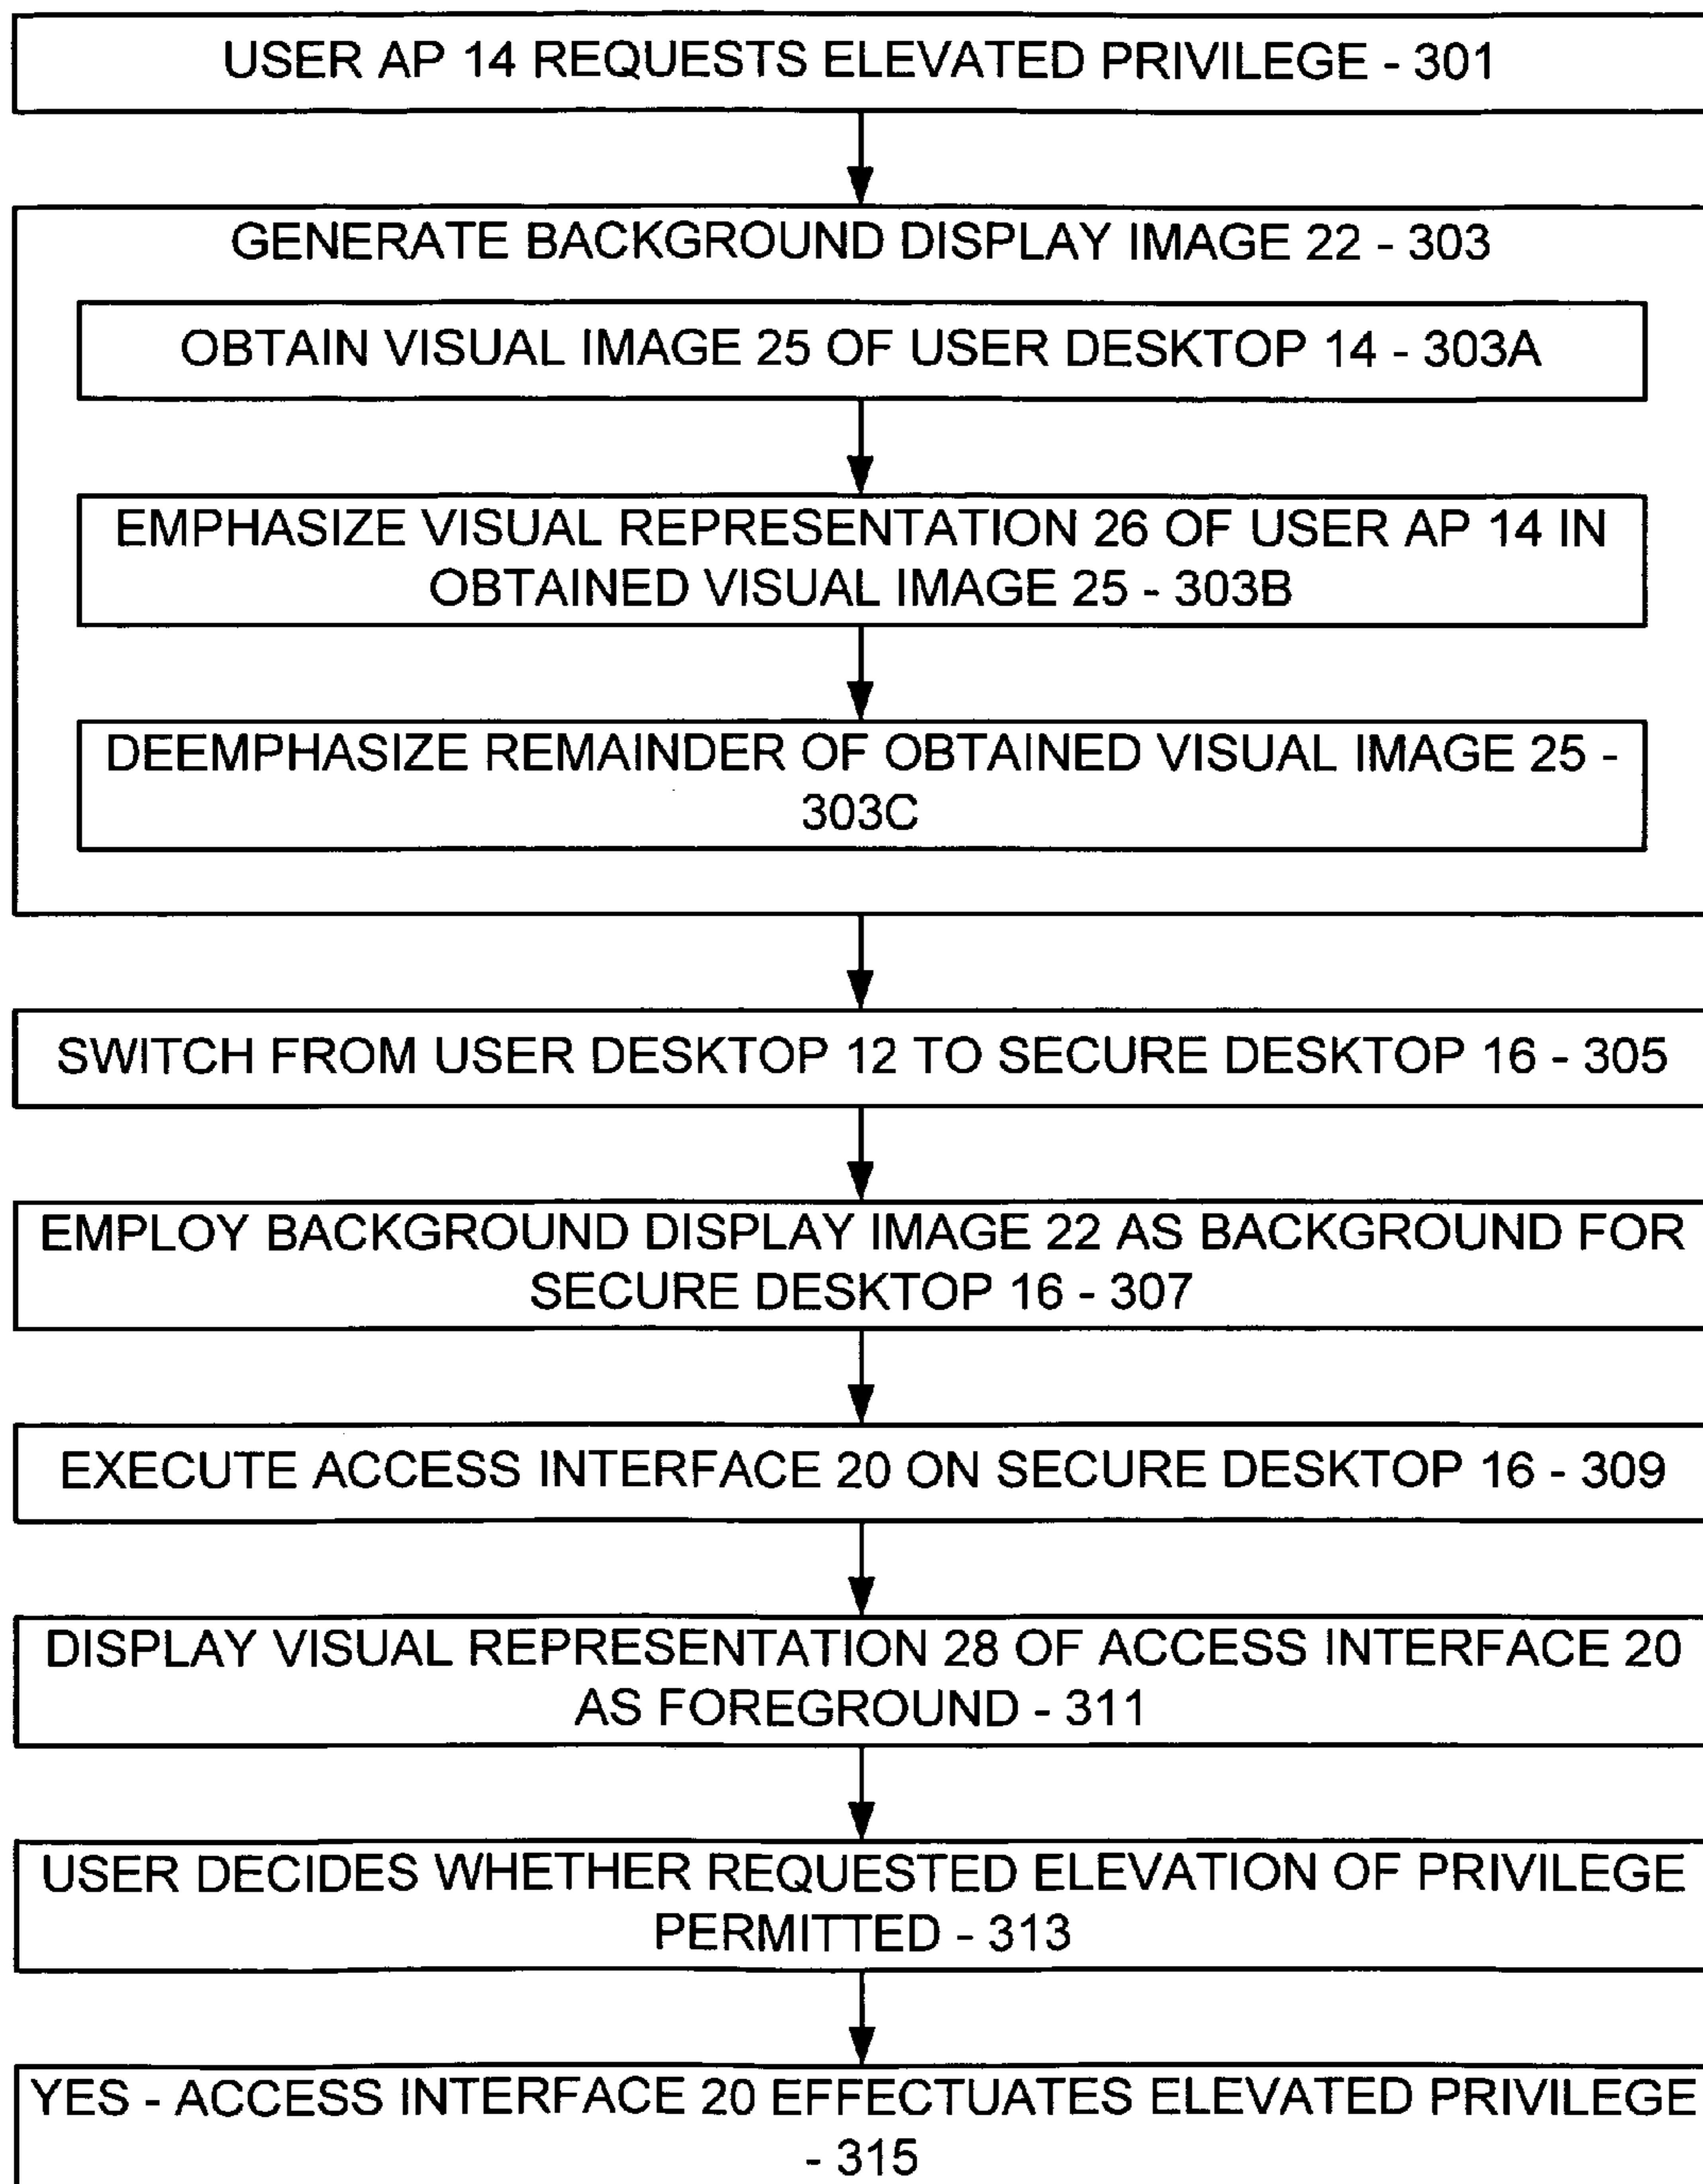 USER AP 14 REQUESTS ELEVATED PRIVILEGE - 301
GENERATE BACKGROUND DISPLAY IMAGE 22 - 303
OBTAIN VISUAL IMAGE 25 OF USER DESKTOP 14 - 303A
EMPHASIZE VISUAL REPRESENTATION 26 OF USER AP 14 IN
OBTAINED VISUAL IMAGE 25 - 303B
DEEMPHASIZE REMAINDER OF OBTAINED VISUAL IMAGE 25 -
303C
SWITCH FROM USER DESKTOP 12 TO SECURE DESKTOP 16 - 305
EMPLOY BACKGROUND DISPLAY IMAGE 22 AS BACKGROUND FOR
SECURE DESKTOP 16 - 307
EXECUTE ACCESS INTERFACE 20 ON SECURE DESKTOP 16 - 309
DISPLAY VISUAL REPRESENTATION 28 OF ACCESS INTERFACE 20
AS FOREGROUND - 311
USER DECIDES WHETHER REQUESTED ELEVATION OF PRIVILEGE
PERMITTED - 313
YES - ACCESS INTERFACE 20 EFFECTUATES ELEVATED PRIVILEGE
- 315